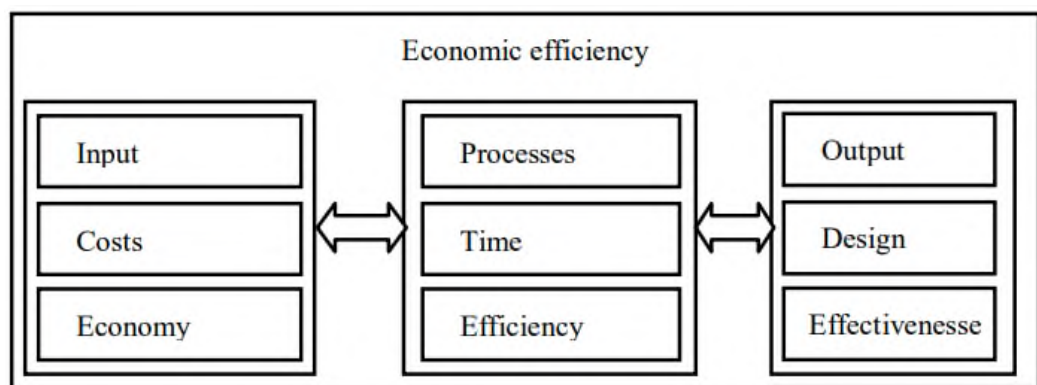 Economic efficiency
Input
Costs
Economy
Processes
Time
Efficiency
Output
Design
Effectivenesse